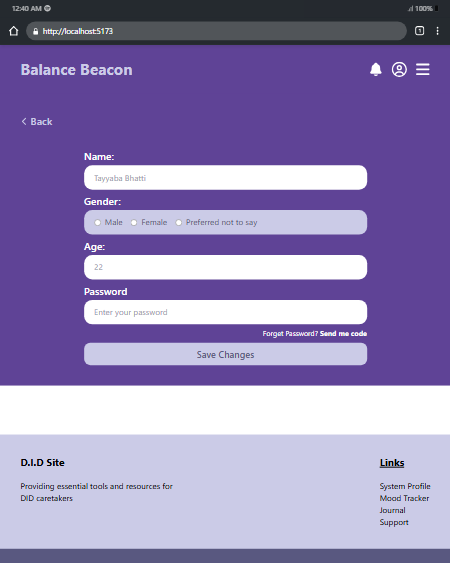 12:40 AM
100%
http://localhost:5173
1
Balance Beacon
Back
Name:
Tayyaba Bhatti
Gender:
Male Female Preferred not to say
Age:
22
Password
Enter your password
Forget Password? Send me code
Save Changes
D.I.D Site
Providing essential tools and resources for
DID caretakers
Links
System Profile
Mood Tracker
Journal
Support